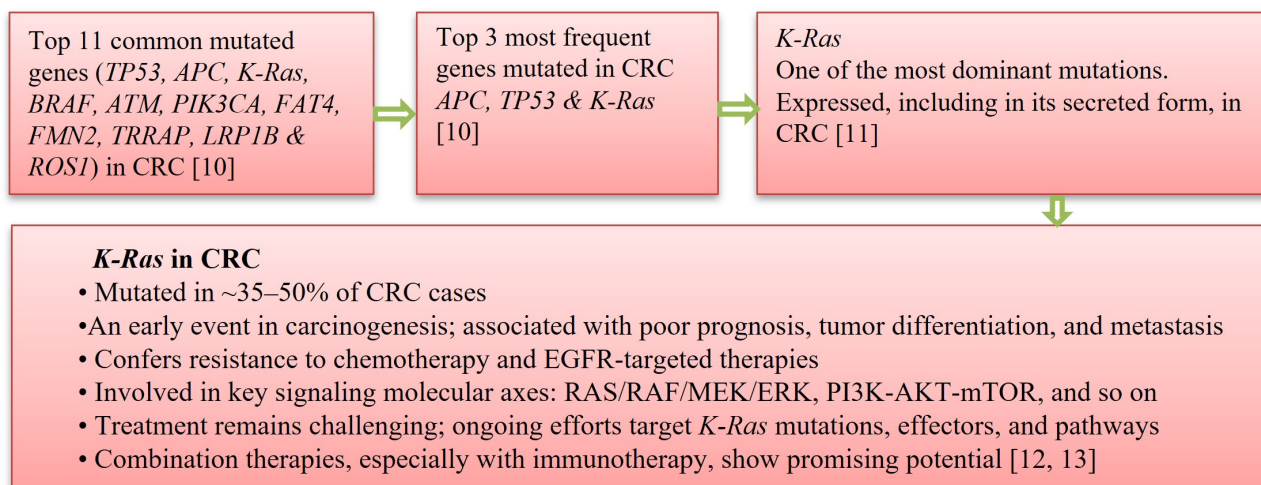 Top 11 common mutated
genes (TP53, APC, K-Ras,
BRAF, ATM, PIK3CA, FAT4,
FMN2, TRRAP, LRP1B &
ROS1) in CRC [10]
Top 3 most frequent
genes mutated in CRC
APC, TP53 & K-Ras
[10]
K-Ras
One of the most dominant mutations.
Expressed, including in its secreted form, in
CRC [11]
K-Ras in CRC
• Mutated in ~35–50% of CRC cases
•An early event in carcinogenesis; associated with poor prognosis, tumor differentiation, and metastasis
• Confers resistance to chemotherapy and EGFR-targeted therapies
• Involved in key signaling molecular axes: RAS/RAF/MEK/ERK, PI3K-AKT-mTOR, and so on
• Treatment remains challenging; ongoing efforts target K-Ras mutations, effectors, and pathways
• Combination therapies, especially with immunotherapy, show promising potential [12, 13]